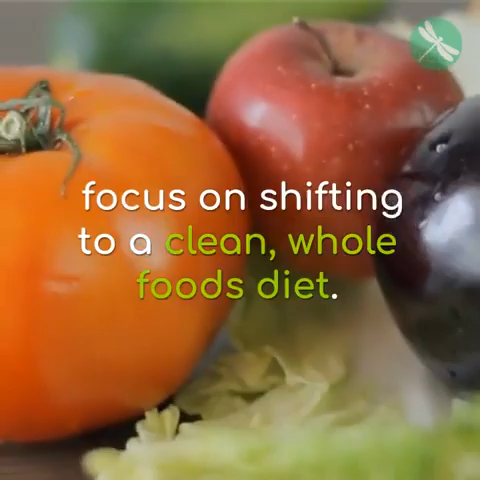 focus on shifting
to a clean, whole
foods diet.